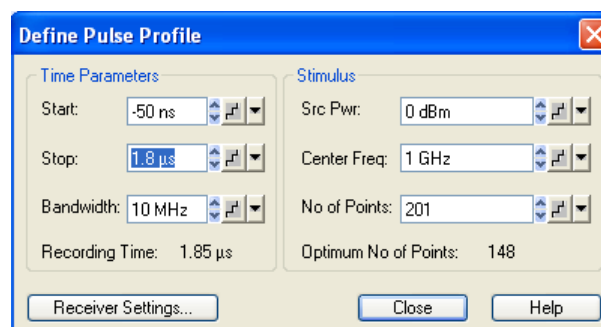 Define Pulse Profile
Time Parameters
Start: -50 ns
Stop: 1.8 µs
Bandwidth: 10 MHz
Recording Time: 1.85 µs
Stimulus
Src Pwr: 0 dBm
Center Freq: 1 GHz
No of Points: 201
Optimum No of Points: 148
Receiver Settings...
Close
Help